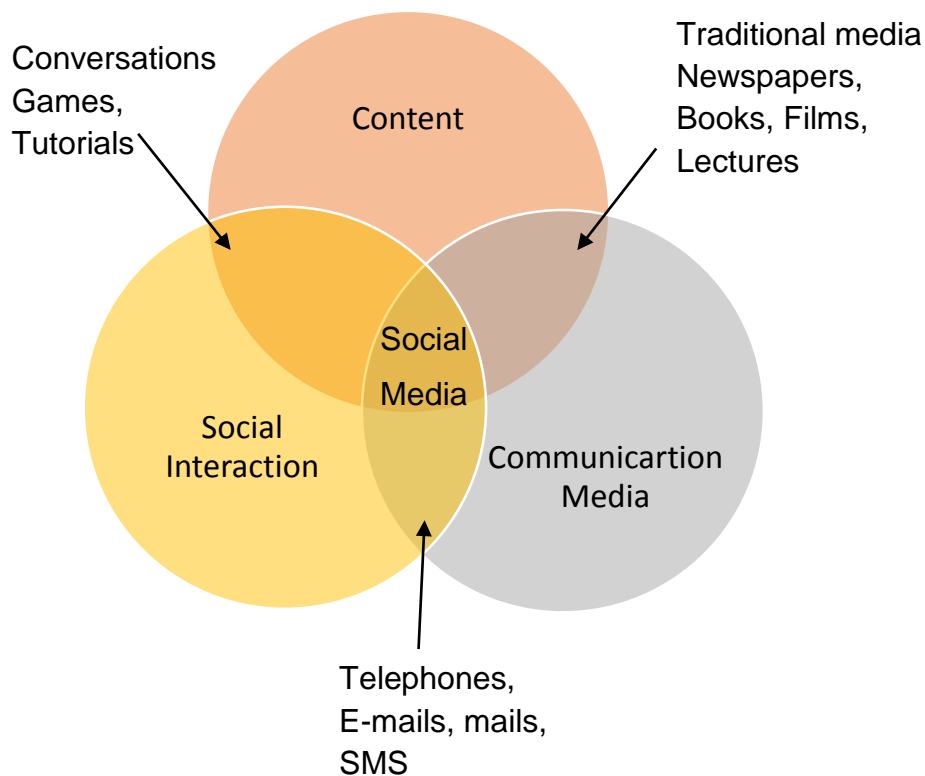 Conversations
Games,
Tutorials
Traditional media
Newspapers,
Books, Films,
Lectures
Content
Social
Media
Social
Interaction
Communicartion
Media
Telephones,
E-mails, mails,
SMS